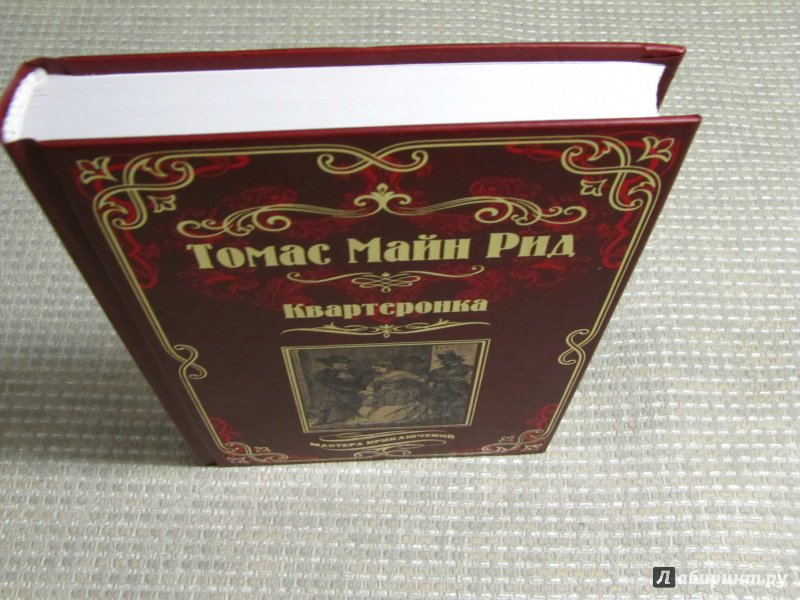 Томас Майн Рид
Квартеронка
МАСТЕРА ПРИКЛЮЧЕНИЙ
Лабиринт.ру